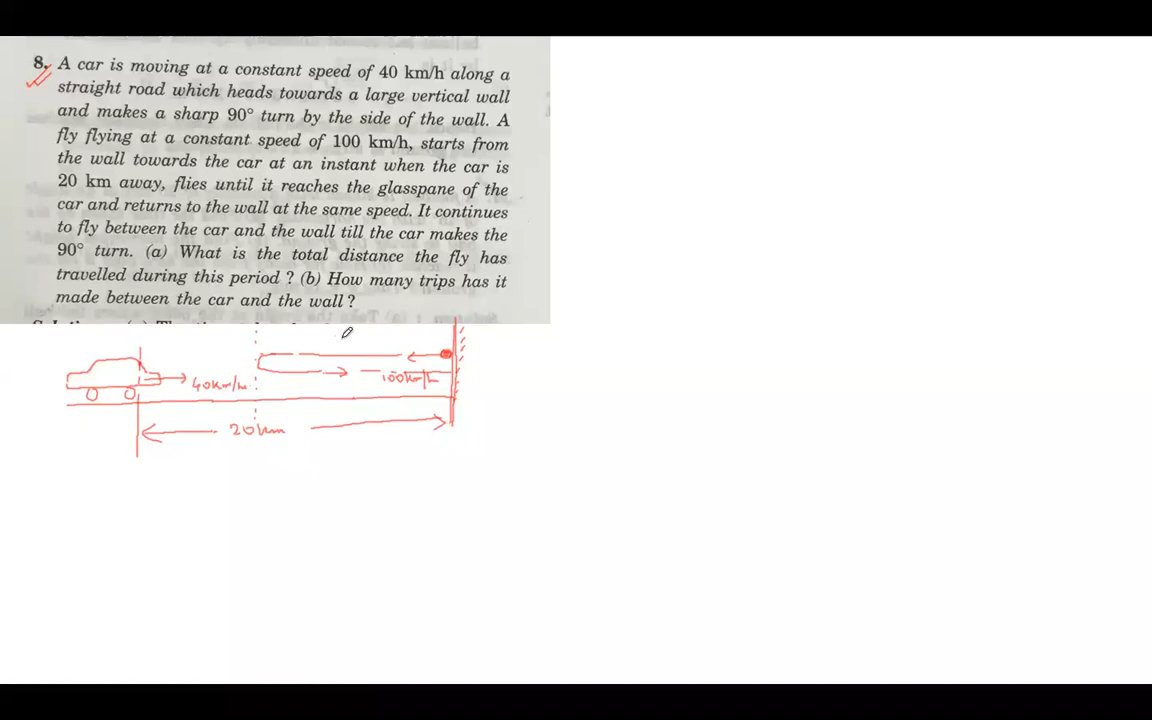 8. A car is moving at a constant speed of 40 km/h along a
straight road which heads towards a large vertical wall
and makes a sharp 90° turn by the side of the wall. A
fly flying at a constant speed of 100 km/h, starts from
the wall towards the car at an instant when the car is
20 km away, flies until it reaches the glasspane of the
car and returns to the wall at the same speed. It continues
to fly between the car and the wall till the car makes the
90° turn. (a) What is the total distance the fly has
travelled during this period ? (b) How many trips has it
made between the car and the wall ?
40km/h
100km/h
20km